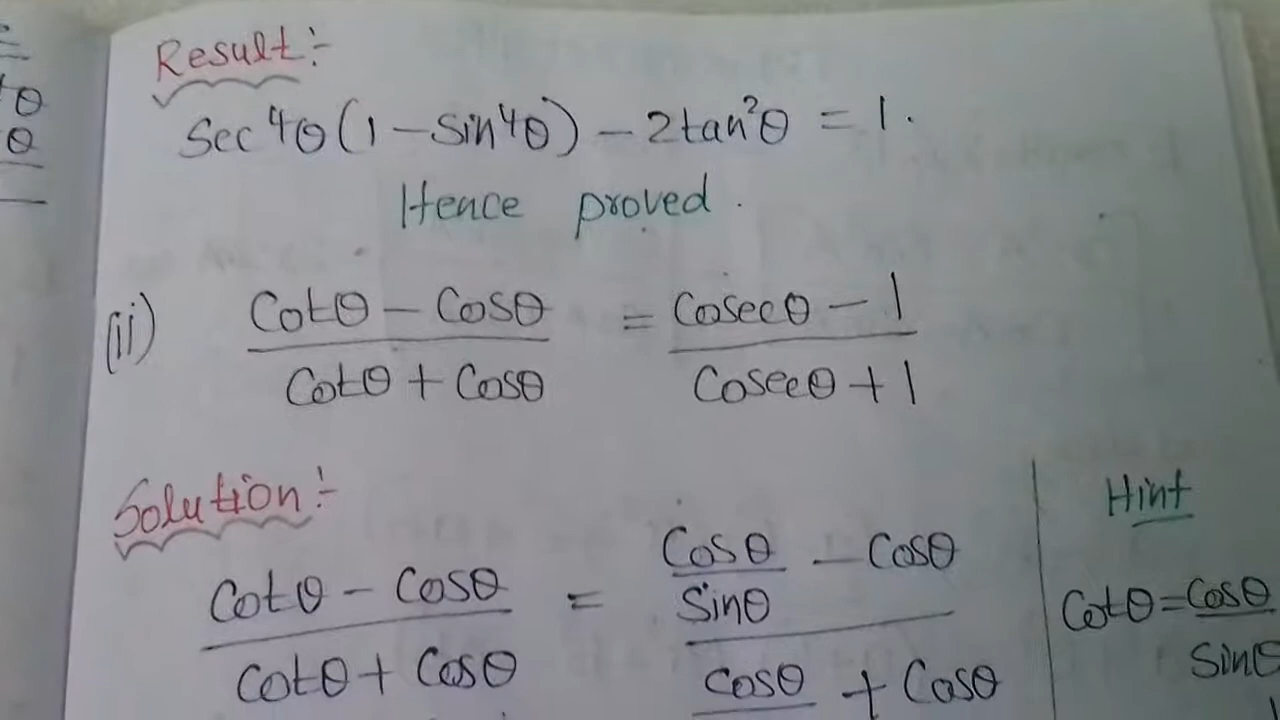 Result:-
Sec⁴θ(1 - Sin⁴θ) - 2tan²θ = 1.
Hence proved.
(ii) Cotθ - Cosθ / Cotθ + Cosθ = Cosecθ - 1 / Cosecθ + 1
Solution:-
Cotθ - Cosθ / Cotθ + Cosθ = Cosθ / Sinθ - Cosθ / Cosθ + Cosθ
Hint
Cotθ = Cosθ / Sinθ